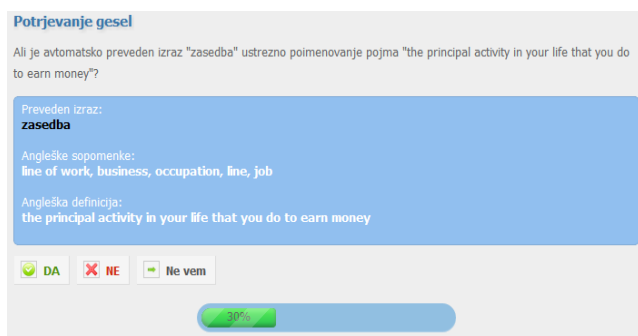 Potrjevanje gesel
Ali je avtomatsko preveden izraz "zasedba" ustrezno poimenovanje pojma "the principal activity in your life that you do
to earn money"?
Preveden izraz:
zasedba
Angleške sopomenke:
line of work, business, occupation, line, job
Angleška definicija:
the principal activity in your life that you do to earn money
DA NE Ne vem
30%